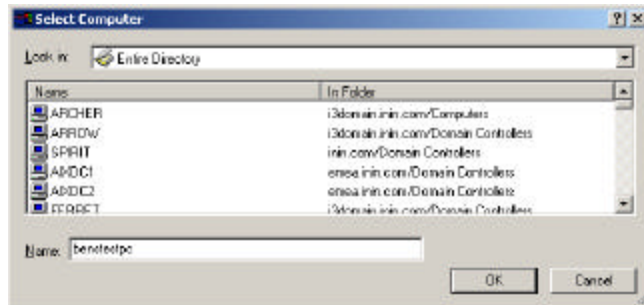 Select Computer
Look in: Entire Directory
Name In Folder
ARCHER i3domain.inin.com/Computers
ARROW i3domain.inin.com/Domain Controllers
SPIRIT inin.com/Domain Controllers
emea.inin.com/Domain Controllers
emea.inin.com/Domain Controllers
FERRET i3domain.inin.com/Domain Controllers
Name: benstestpc
OK Cancel